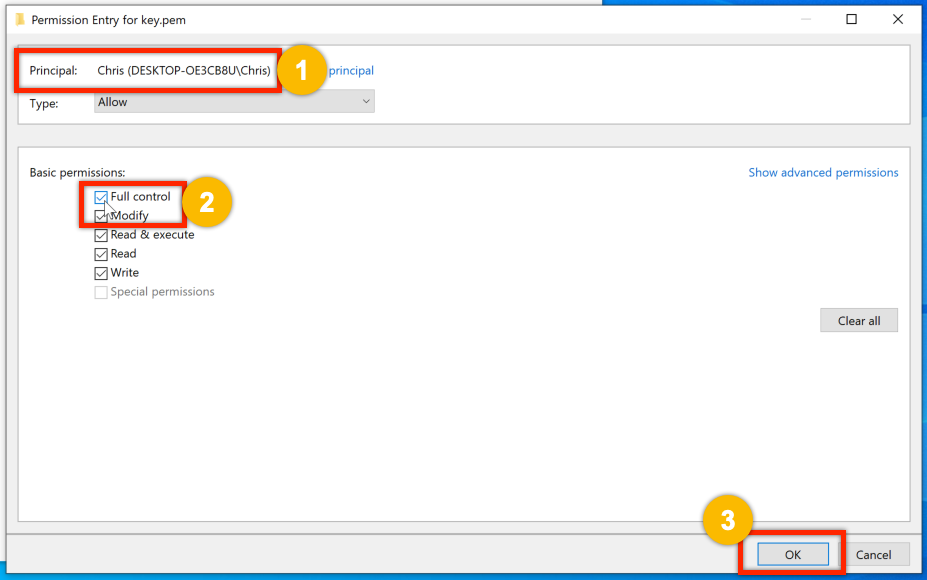 Permission Entry for key.pem
Principal: Chris (DESKTOP-OE3CB8U\Chris) 1 principal
Type: Allow
Basic permissions: Show advanced permissions
Full control 2
Modify
Read & execute
Read
Write
Special permissions
Clear all
3
OK Cancel